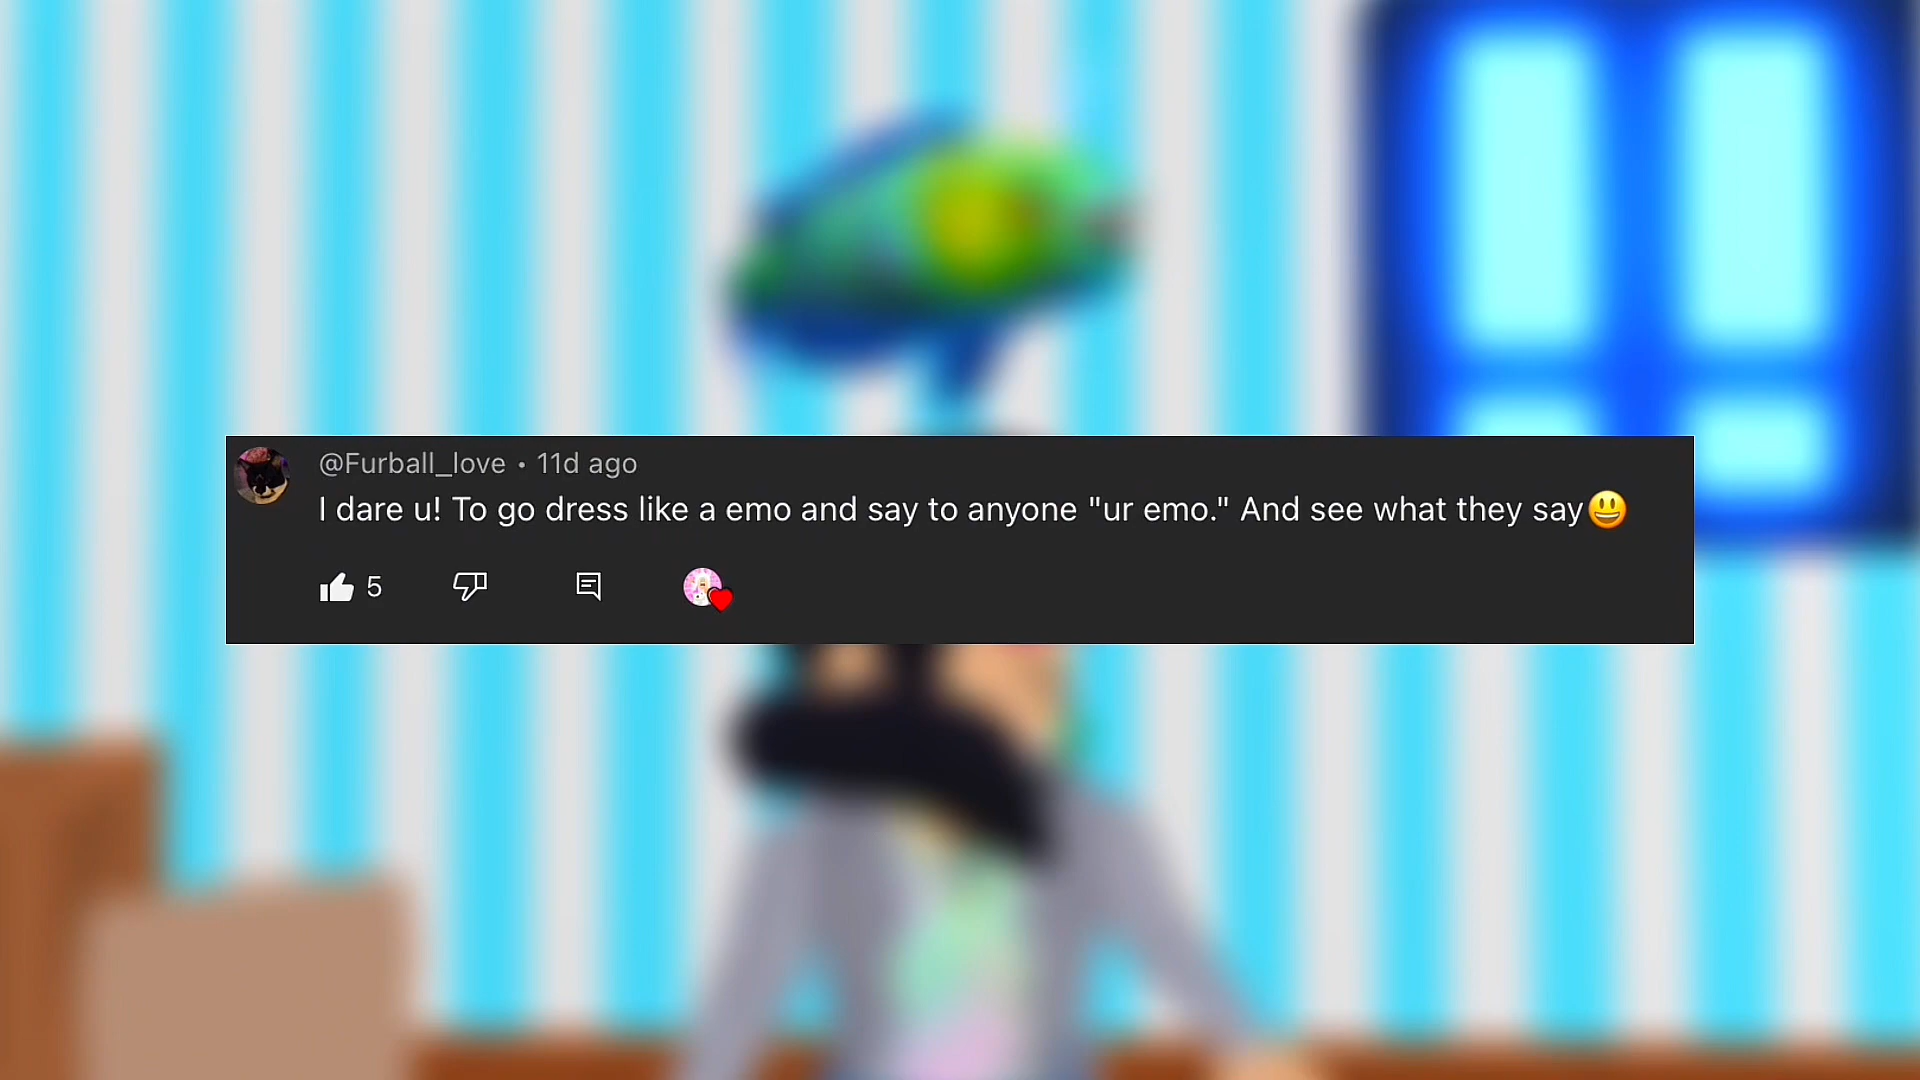 @Furball_love • 11d ago
I dare u! To go dress like a emo and say to anyone "ur emo." And see what they say😃
5